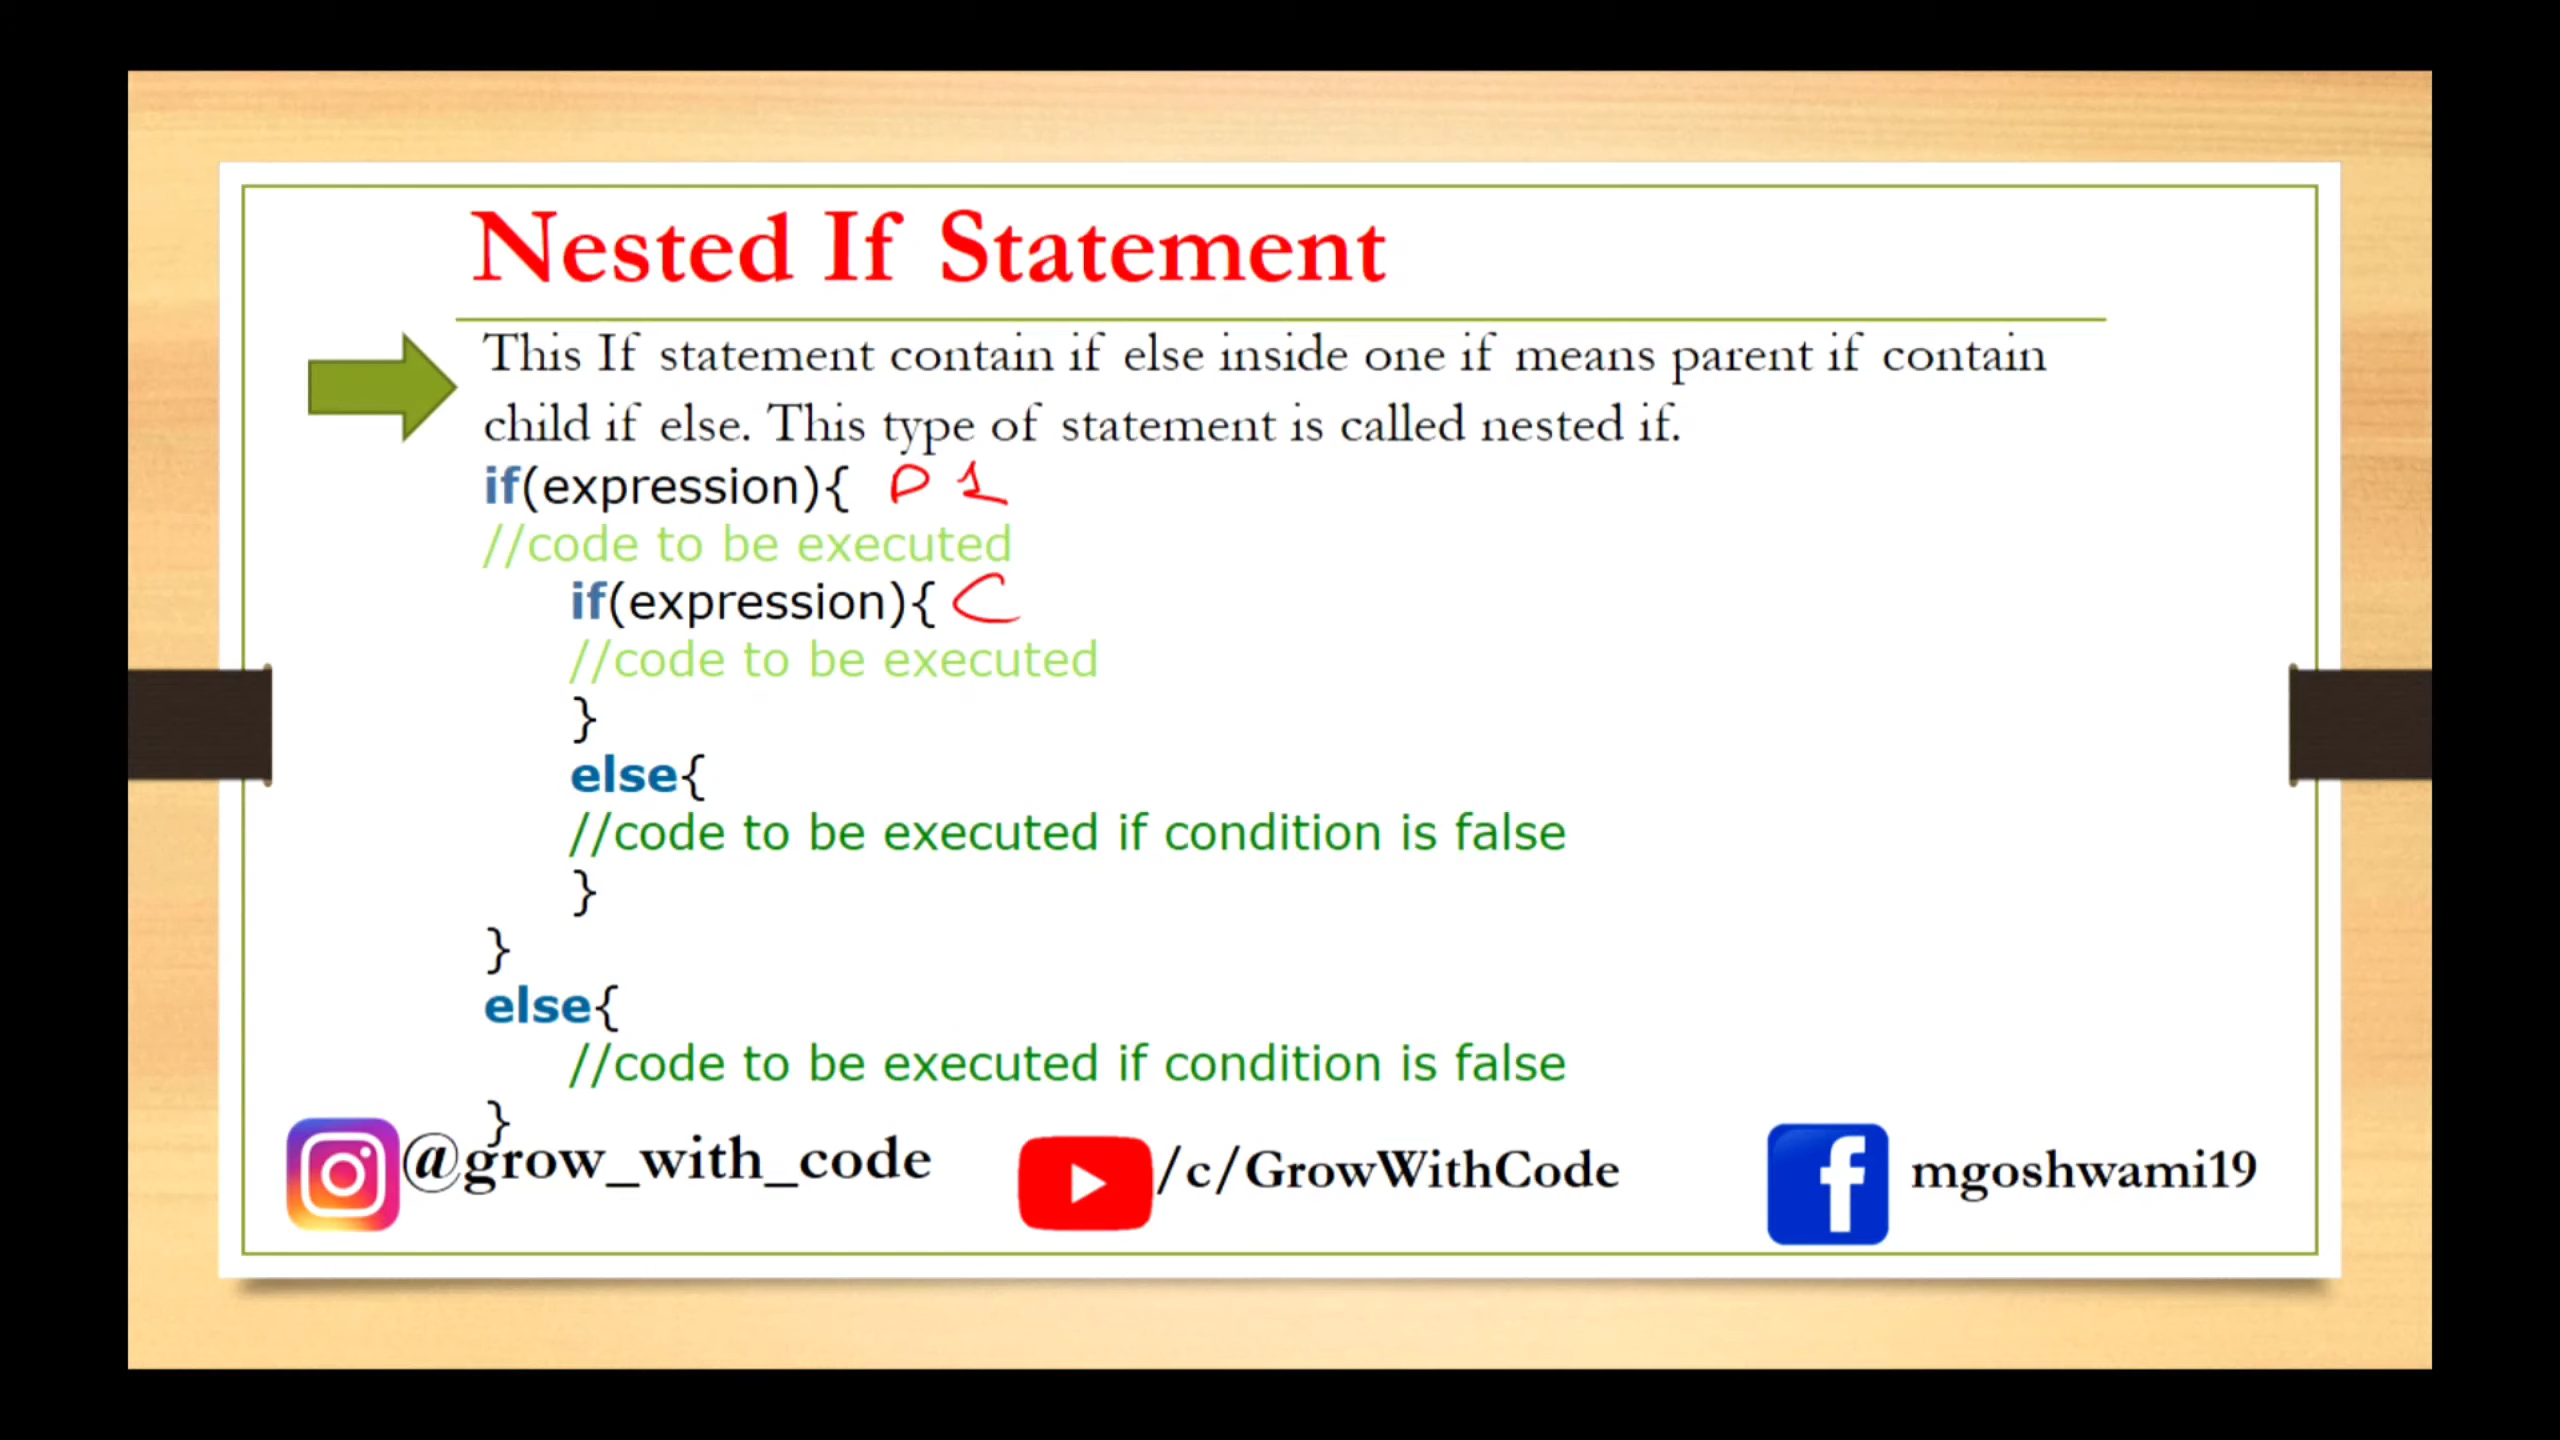 Nested If Statement
This If statement contain if else inside one if means parent if contain
child if else. This type of statement is called nested if.
if(expression){ P 1
//code to be executed
if(expression){ C
//code to be executed
}
else{
//code to be executed if condition is false
}
}
else{
//code to be executed if condition is false
}
@grow_with_code
/c/GrowWithCode
mgoshwami19